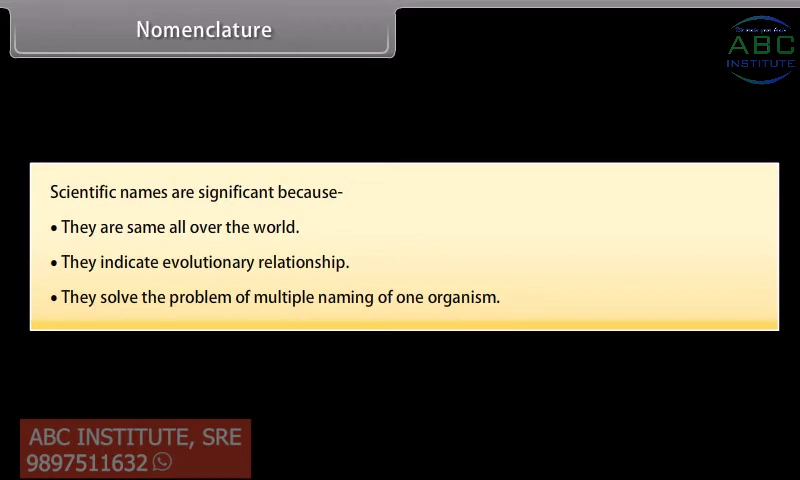 Nomenclature
ABC
INSTITUTE
Scientific names are significant because-
• They are same all over the world.
• They indicate evolutionary relationship.
• They solve the problem of multiple naming of one organism.
ABC INSTITUTE, SRE
9897511632